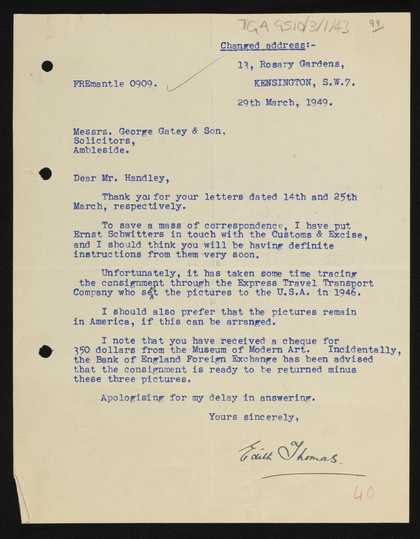 TGA 9510/3/1/43
Changed address:-
13, Rosary Gardens,
FREmantle 0909.
KENSINGTON, S.W.7.
29th March, 1949.
Messrs. George Gatey & Son,
Solicitors,
Ambleside.
Dear Mr. Handley,
Thank you for your letters dated 14th and 25th
March, respectively.
To save a mass of correspondence, I have put
Ernst Schwitters in touch with the Customs & Excise,
and I should think you will be having definite
instructions from them very soon.
Unfortunately, it has taken some time tracing
the consignment through the Express Travel Transport
Company who sent the pictures to the U.S.A. in 1946.
I should also prefer that the pictures remain
in America, if this can be arranged.
I note that you have received a cheque for
350 dollars from the Museum of Modern Art. Incidentally,
the Bank of England Foreign Exchange has been advised
that the consignment is ready to be returned minus
these three pictures.
Apologising for my delay in answering.
Yours sincerely,
Edith Thomas.
40